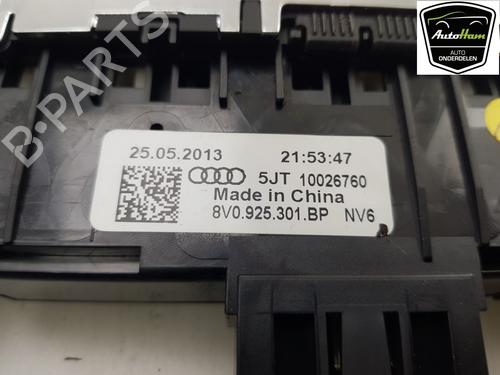 AutoHam
AUTO
ONDERDELEN
25.05.2013 21:53:47
5JT 10026760
Made in China
8V0.925.301.BP NV6
B-PARTS